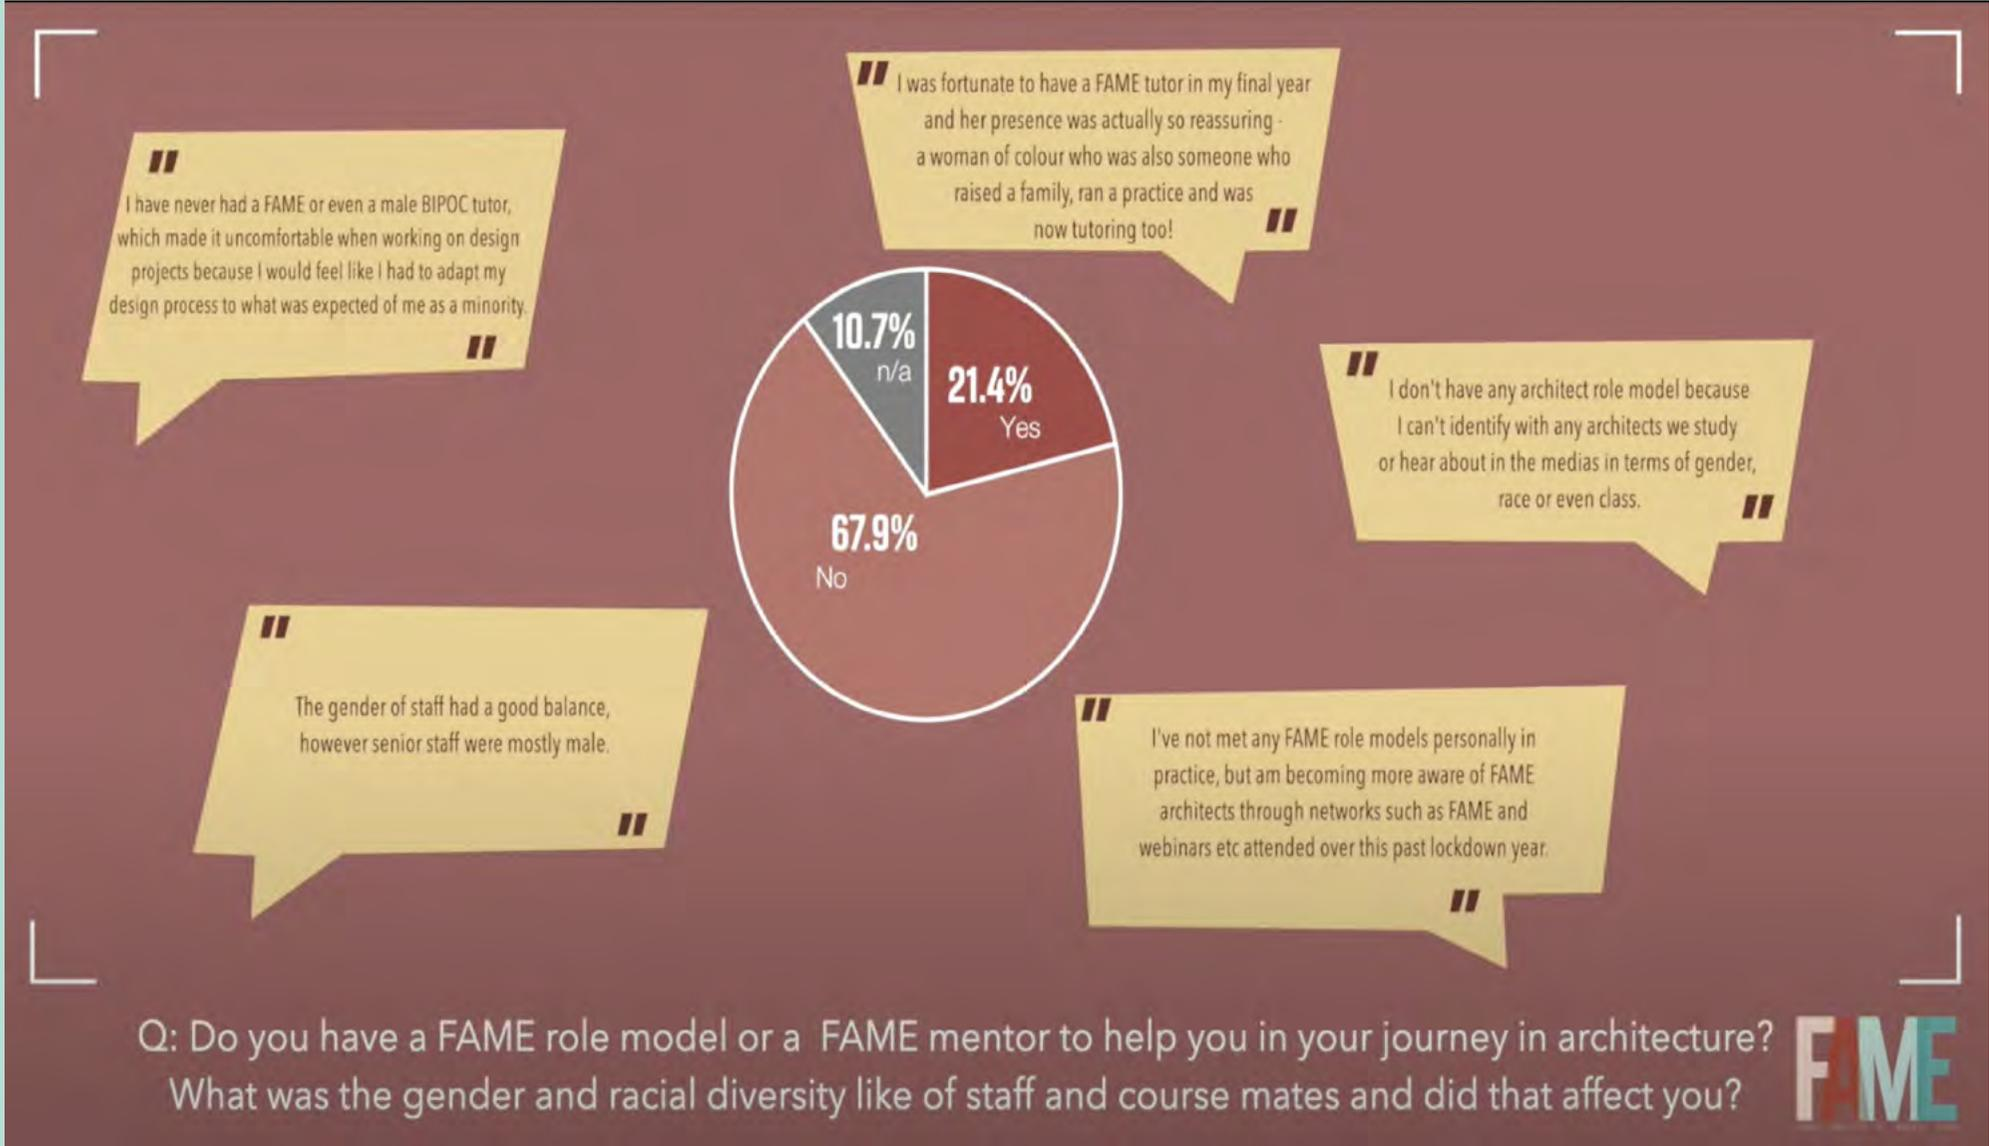 "
I have never had a FAME or even a male BIPOC tutor,
which made it uncomfortable when working on design
projects because I would feel like I had to adapt my
design process to what was expected of me as a minority.
"
" I was fortunate to have a FAME tutor in my final year
and her presence was actually so reassuring -
a woman of colour who was also someone who
raised a family, ran a practice and was
now tutoring too! "
10.7%
n/a
21.4%
Yes
67.9%
No
"
I don't have any architect role model because
I can't identify with any architects we study
or hear about in the medias in terms of gender,
race or even class. "
"
The gender of staff had a good balance,
however senior staff were mostly male.
"
"
I've not met any FAME role models personally in
practice, but am becoming more aware of FAME
architects through networks such as FAME and
webinars etc attended over this past lockdown year.
"
Q: Do you have a FAME role model or a FAME mentor to help you in your journey in architecture?
What was the gender and racial diversity like of staff and course mates and did that affect you?
FAME